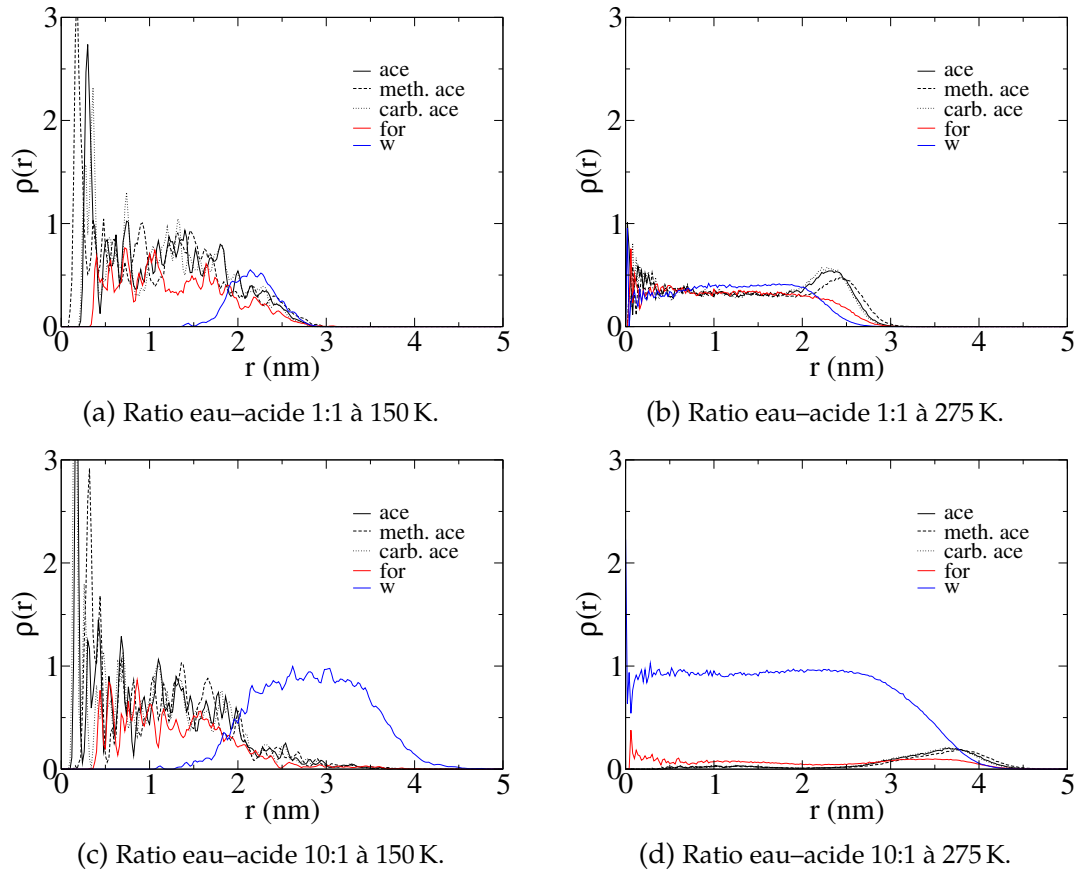 3
2
1
0
0 1 2 3 4 5
ρ(r)
r (nm)
ace
meth. ace
carb. ace
for
w
(a) Ratio eau–acide 1:1 à 150 K.
3
2
1
0
0 1 2 3 4 5
ρ(r)
r (nm)
ace
meth. ace
carb. ace
for
w
(b) Ratio eau–acide 1:1 à 275 K.
3
2
1
0
0 1 2 3 4 5
ρ(r)
r (nm)
ace
meth. ace
carb. ace
for
w
(c) Ratio eau–acide 10:1 à 150 K.
3
2
1
0
0 1 2 3 4 5
ρ(r)
r (nm)
ace
meth. ace
carb. ace
for
w
(d) Ratio eau–acide 10:1 à 275 K.